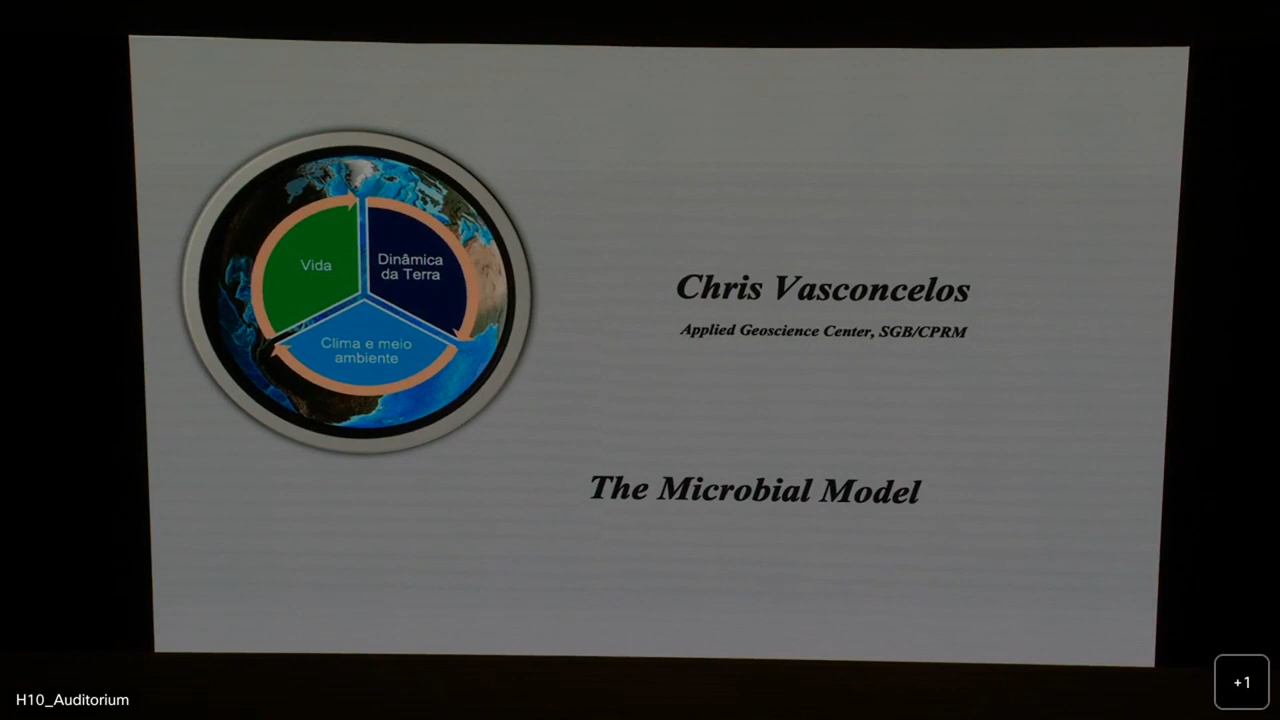 Vida
Dinâmica
da Terra
Clima e meio
ambiente
Chris Vasconcelos
Applied Geoscience Center, SGB/CPRM
The Microbial Model
H10_Auditorium
+1